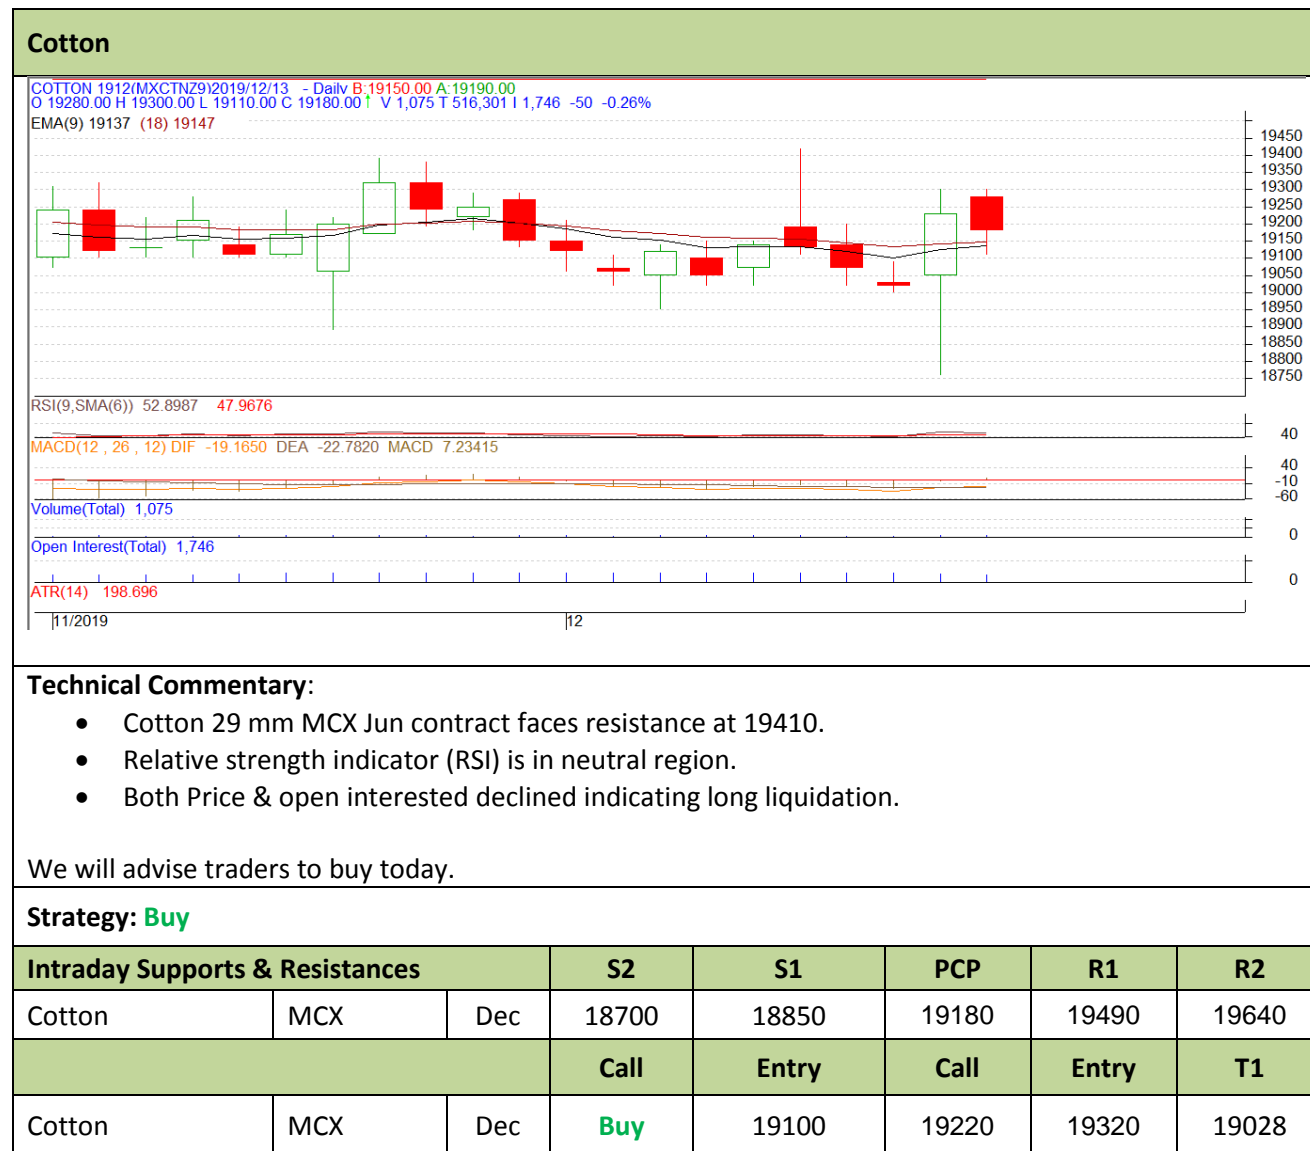 Cotton
COTTON 1912(MXCTNZ9)2019/12/13 - Daily B:19150.00 A:19190.00
O 19280.00 H 19300.00 L 19110.00 C 19180.00↑ V 1,075 T 516,301 I 1,746 -50 -0.26%
EMA(9) 19137 (18) 19147
19450
19400
19350
19300
19250
19200
19150
19100
19050
19000
18950
18900
18850
18800
18750
RSI(9,SMA(6)) 52.8987 47.9676
40
MACD(12 , 26 , 12) DIF -19.1650 DEA -22.7820 MACD 7.23415
40
-10
-60
Volume(Total) 1,075
0
Open Interest(Total) 1,746
0
ATR(14) 198.696
11/2019 12
Technical Commentary:
• Cotton 29 mm MCX Jun contract faces resistance at 19410.
• Relative strength indicator (RSI) is in neutral region.
• Both Price & open interested declined indicating long liquidation.
We will advise traders to buy today.
Strategy: Buy
Intraday Supports & Resistances S2 S1 PCP R1 R2
Cotton MCX Dec 18700 18850 19180 19490 19640
Call Entry Call Entry T1
Cotton MCX Dec Buy 19100 19220 19320 19028